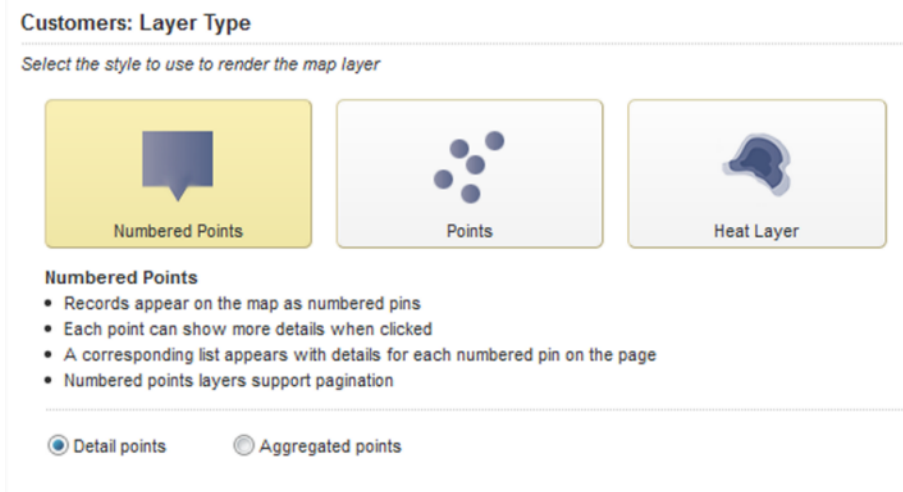 Customers: Layer Type
Select the style to use to render the map layer
Numbered Points
Points
Heat Layer
Numbered Points
• Records appear on the map as numbered pins
• Each point can show more details when clicked
• A corresponding list appears with details for each numbered pin on the page
• Numbered points layers support pagination
Detail points
Aggregated points